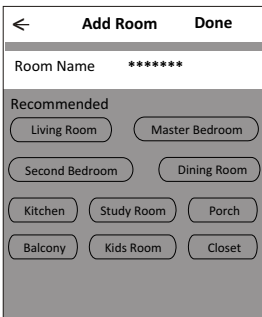 Add Room Done
Room Name *******
Recommended
Living Room Master Bedroom
Second Bedroom Dining Room
Kitchen Study Room Porch
Balcony Kids Room Closet